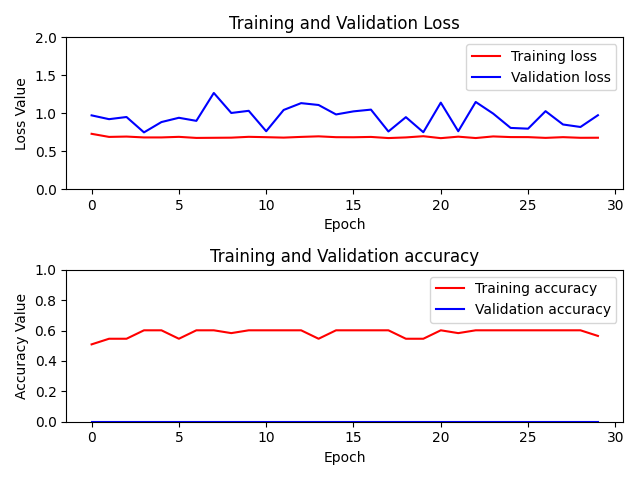 Training and Validation Loss
2.0
1.5
1.0
0.5
0.0
Loss Value
Training loss
Validation loss
0 5 10 15 20 25 30
Epoch
Training and Validation accuracy
1.0
0.8
0.6
0.4
0.2
0.0
Accuracy Value
Training accuracy
Validation accuracy
0 5 10 15 20 25 30
Epoch